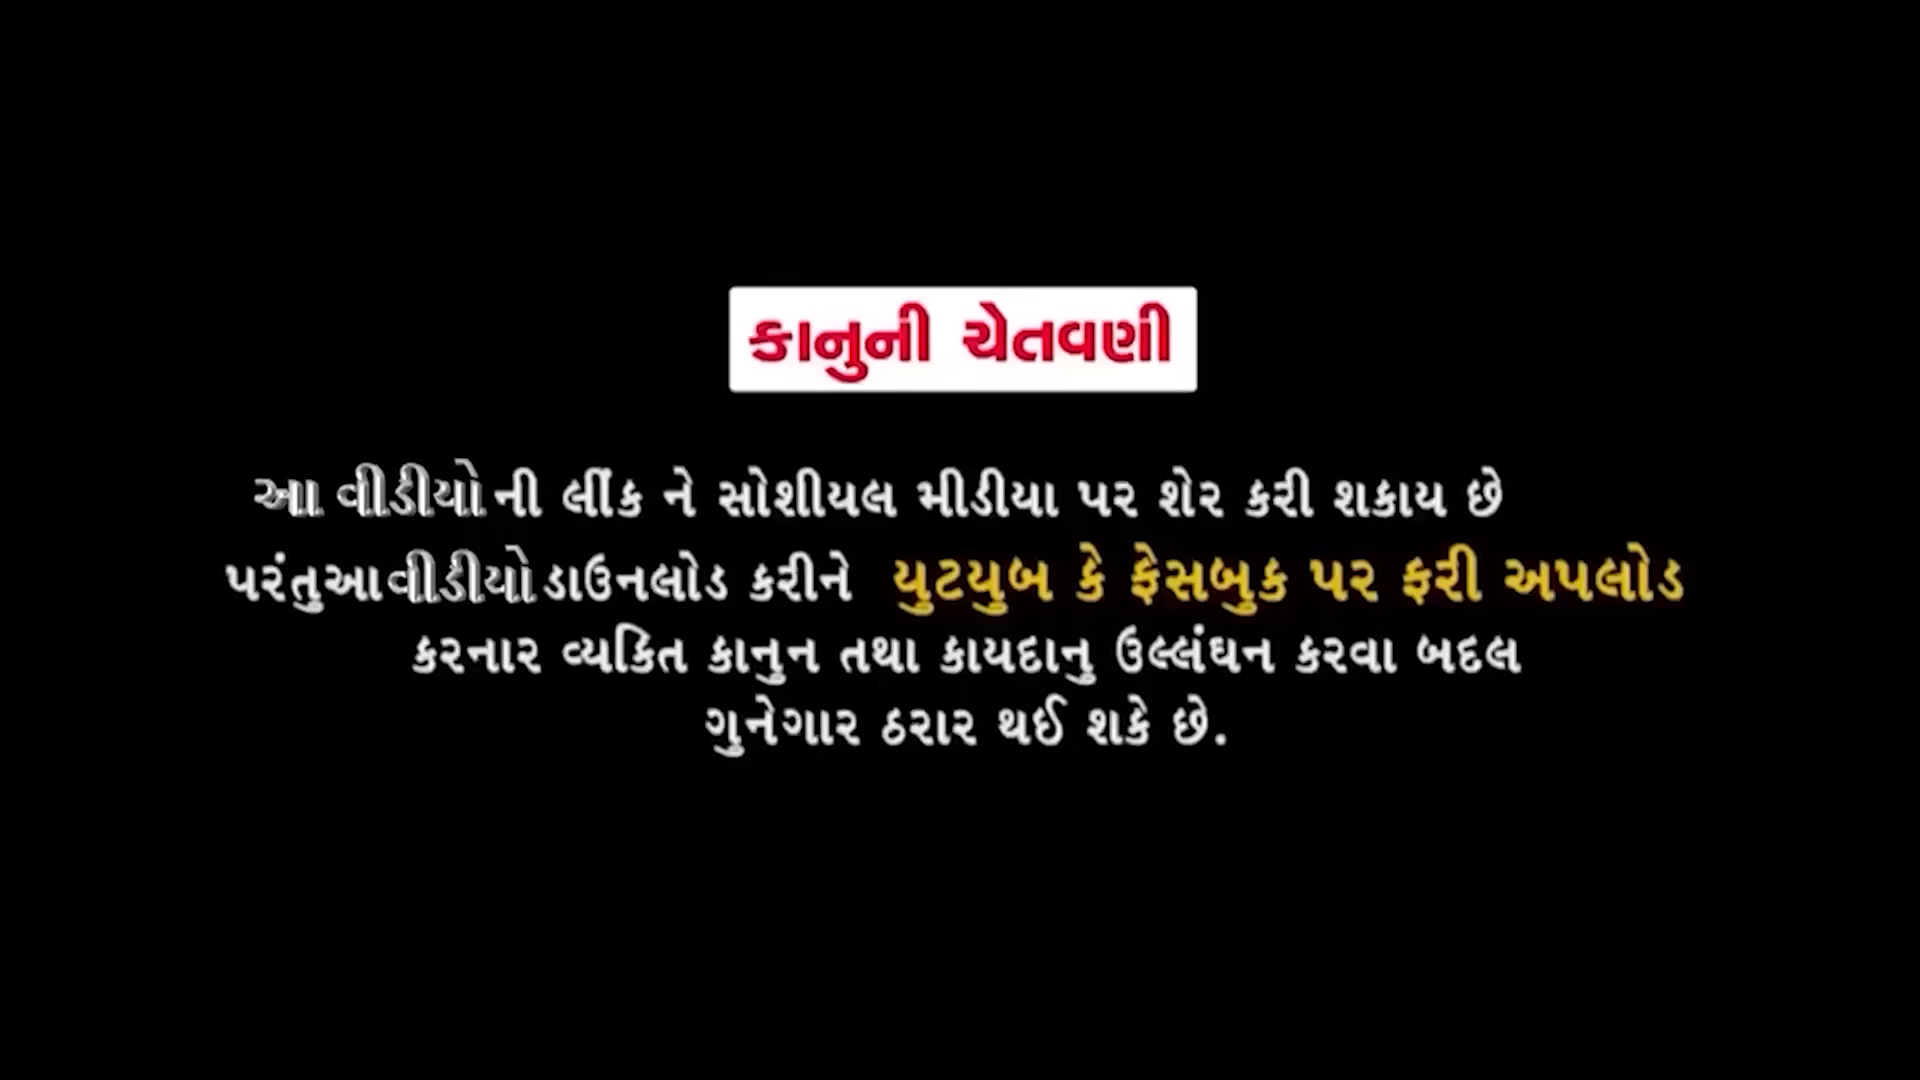 કાનુની ચેતવણી
આ વીડીયો ની લીંક ને સોશીયલ મીડીયા પર શેર કરી શકાય છે
પરંતુ આ વીડીયો ડાઉનલોડ કરીને યુટયુબ કે ફેસબુક પર ફરી અપલોડ
કરનાર વ્યકિત કાનુન તથા કાયદાનુ ઉલ્લંઘન કરવા બદલ
ગુનેગાર ઠરાર થઈ શકે છે.